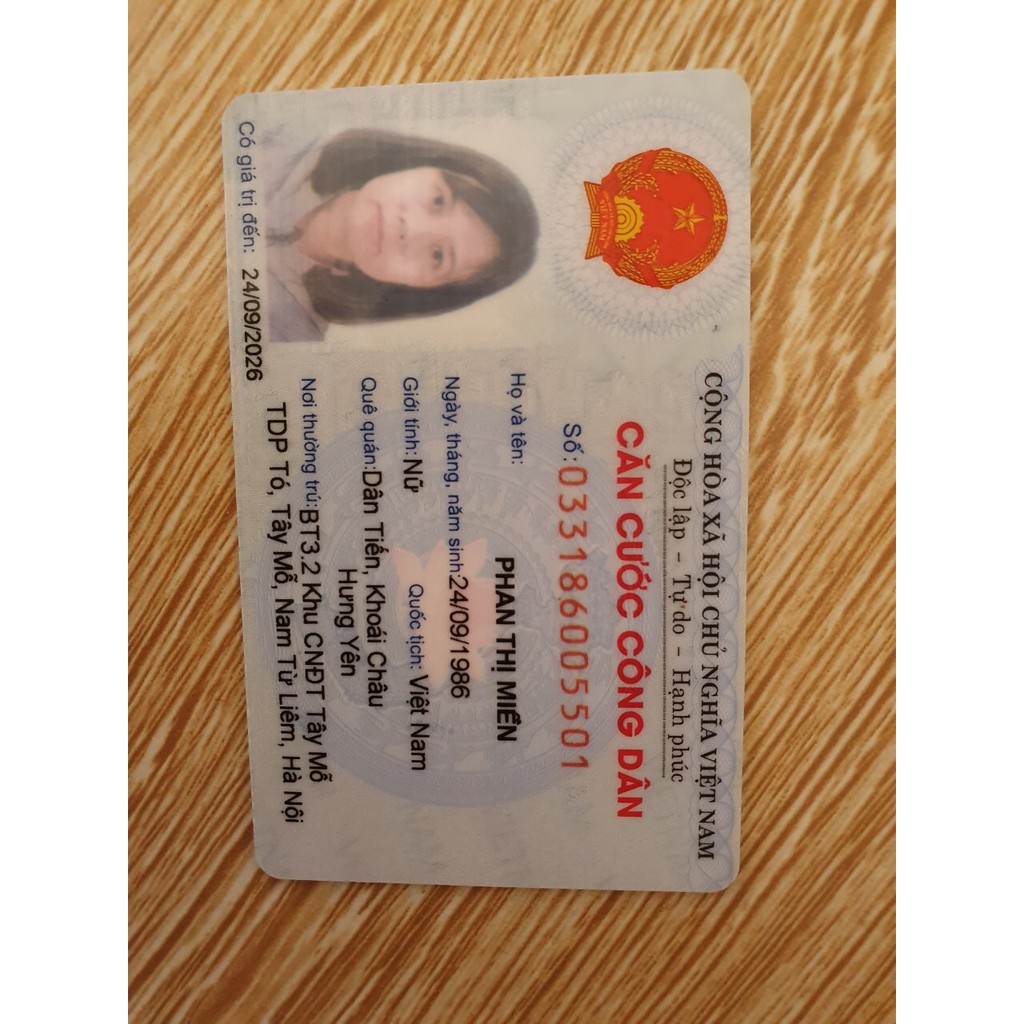 CỘNG HÒA XÃ HỘI CHỦ NGHĨA VIỆT NAM
Độc lập - Tự do - Hạnh phúc
CĂN CƯỚC CÔNG DÂN
Số: 033186005501
Họ và tên:
PHAN THỊ MIỀN
Ngày, tháng, năm sinh: 24/09/1986
Giới tính: Nữ Quốc tịch: Việt Nam
Quê quán: Dân Tiến, Khoái Châu
Hưng Yên
Nơi thường trú: BT3.2 Khu CNĐT Tây Mỗ
TDP Tó, Tây Mỗ, Nam Từ Liêm, Hà Nội
Có giá trị đến: 24/09/2026
VIỆT NAM